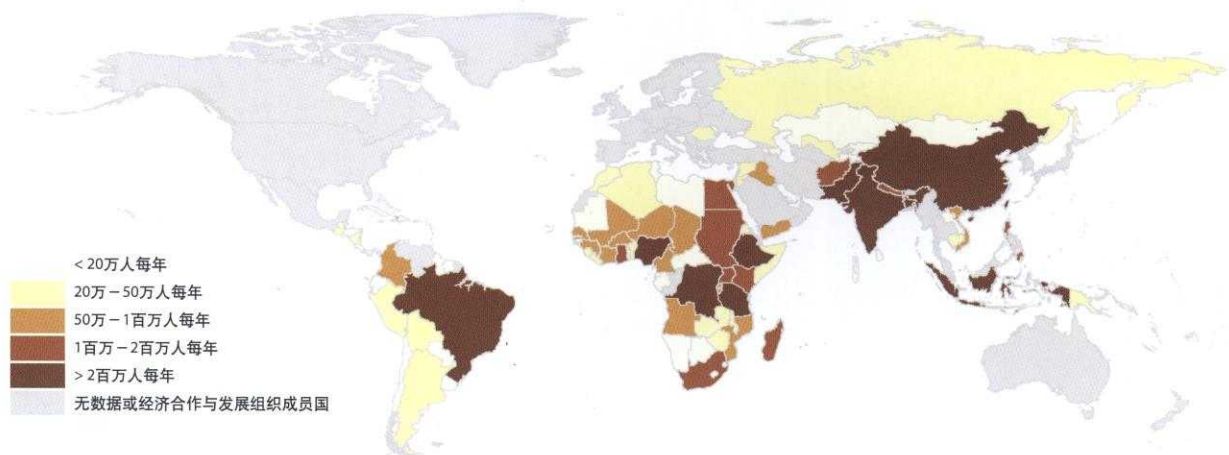 < 20万人每年
20万－50万人每年
50万－1百万人每年
1百万－2百万人每年
> 2百万人每年
无数据或经济合作与发展组织成员国